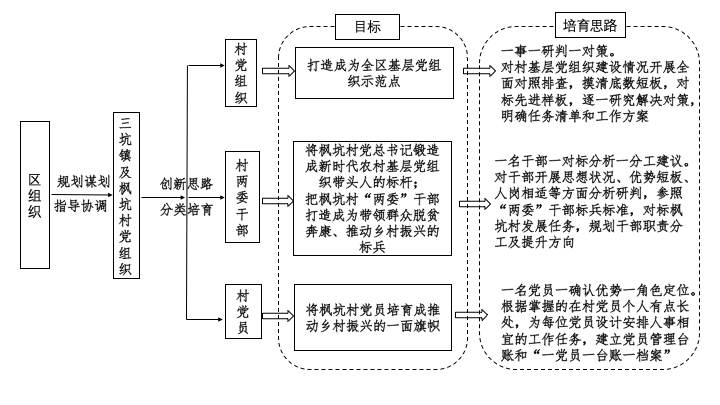 目标
培育思路
区组织
规划谋划
指导协调
三坑镇及枫坑村党组织
创新思路
分类培育
村党组织
打造成为全区基层党组
织示范点
一事一研判一对策。
对村基层党组织建设情况开展全
面对照排查，摸清底数短板，对
标先进样板，逐一研究解决对策，
明确任务清单和工作方案
村两委干部
将枫坑村党总书记锻造
成新时代农村基层党组
织带头人的标杆；
把枫坑村“两委”干部
打造成为带领群众脱贫
奔康、推动乡村振兴的
标兵
一名干部一对标分析一分工建议。
对干部开展思想状况、优势短板、
人岗相适等方面分析研判，参照
“两委”干部标兵标准，对标枫
坑村发展任务，规划干部职责分
工及提升方向
村党员
将枫坑村党员培育成推
动乡村振兴的一面旗帜
一名党员一确认优势一角色定位。
根据掌握的在村党员个人有点长
处，为每位党员设计安排人事相
宜的工作任务，建立党员管理台
账和“一党员一台账一档案”